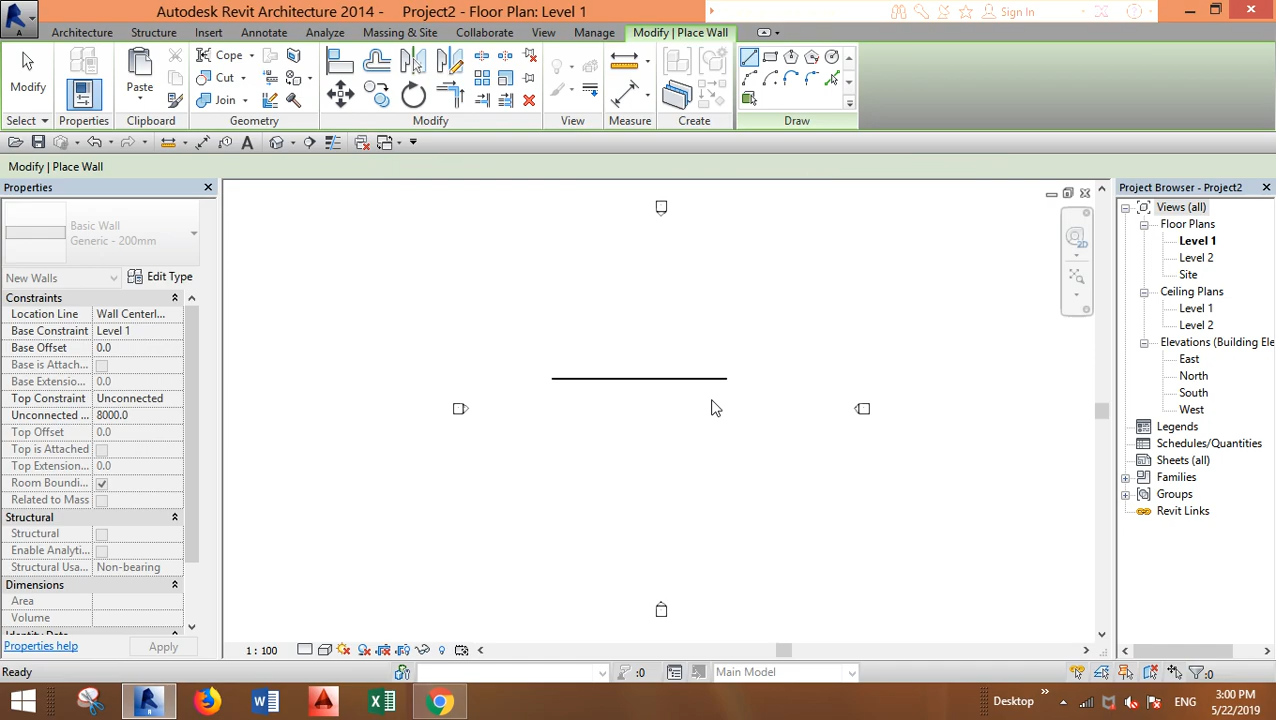 Autodesk Revit Architecture 2014 - Project2 - Floor Plan: Level 1
Sign In
Architecture Structure Insert Annotate Analyze Massing & Site Collaborate View Manage Modify | Place Wall
Modify
Paste
Cope
Cut
Join
Select Properties Clipboard Geometry Modify View Measure Create Draw
A
Modify | Place Wall
Properties
Basic Wall
Generic - 200mm
New Walls
Edit Type
Constraints
Location Line Wall Centerl...
Base Constraint Level 1
Base Offset 0.0
Base is Attach...
Base Extensio... 0.0
Top Constraint Unconnected
Unconnected ... 8000.0
Top Offset 0.0
Top is Attached
Top Extension... 0.0
Room Boundi...
Related to Mass
Structural
Structural
Enable Analyti...
Structural Usa... Non-bearing
Dimensions
Area
Volume
Identity Data
Properties help
Apply
2D
1 : 100
Project Browser - Project2
Views (all)
Floor Plans
Level 1
Level 2
Site
Ceiling Plans
Level 1
Level 2
Elevations (Building Ele
East
North
South
West
Legends
Schedules/Quantities
Sheets (all)
Families
Groups
Revit Links
Ready
:0
Main Model
:0
Desktop
ENG
3:00 PM
5/22/2019